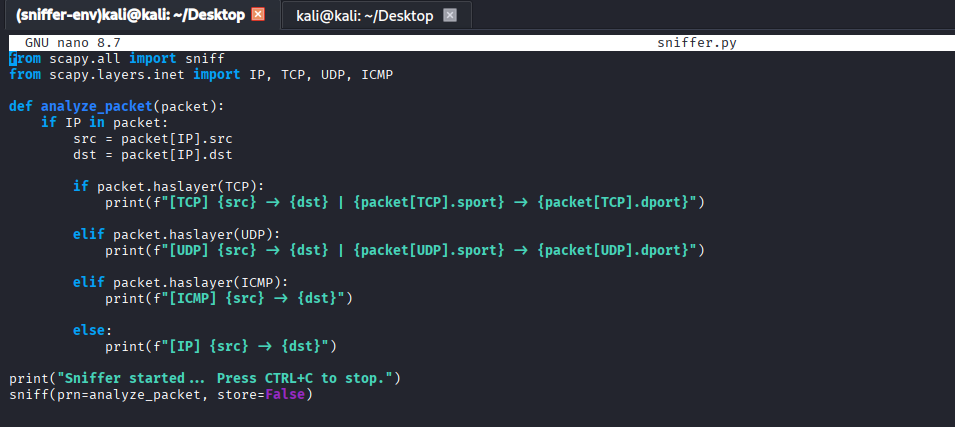 (sniffer-env)kali@kali: ~/Desktop
kali@kali: ~/Desktop
GNU nano 8.7 sniffer.py
from scapy.all import sniff
from scapy.layers.inet import IP, TCP, UDP, ICMP
def analyze_packet(packet):
    if IP in packet:
        src = packet[IP].src
        dst = packet[IP].dst
        if packet.haslayer(TCP):
            print(f"[TCP] {src} → {dst} | {packet[TCP].sport} → {packet[TCP].dport}")
        elif packet.haslayer(UDP):
            print(f"[UDP] {src} → {dst} | {packet[UDP].sport} → {packet[UDP].dport}")
        elif packet.haslayer(ICMP):
            print(f"[ICMP] {src} → {dst}")
        else:
            print(f"[IP] {src} → {dst}")
print("Sniffer started... Press CTRL+C to stop.")
sniff(prn=analyze_packet, store=False)